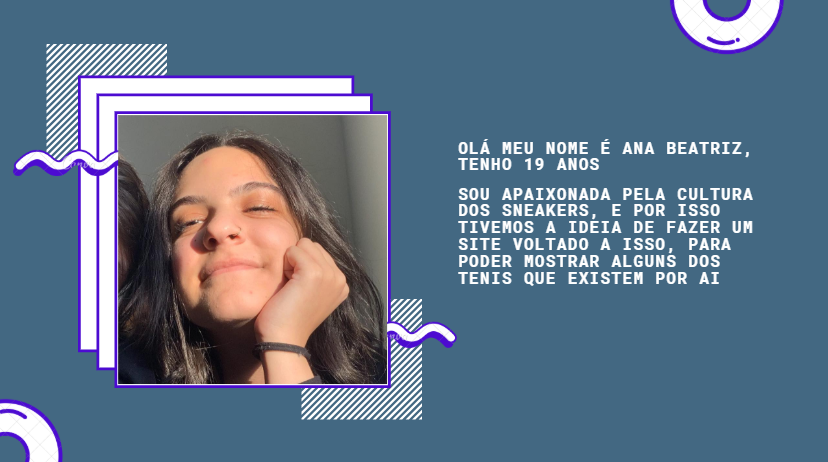 OLÁ MEU NOME É ANA BEATRIZ,
TENHO 19 ANOS
SOU APAIXONADA PELA CULTURA
DOS SNEAKERS, E POR ISSO
TIVEMOS A IDEIA DE FAZER UM
SITE VOLTADO A ISSO, PARA
PODER MOSTRAR ALGUNS DOS
TENIS QUE EXISTEM POR AI